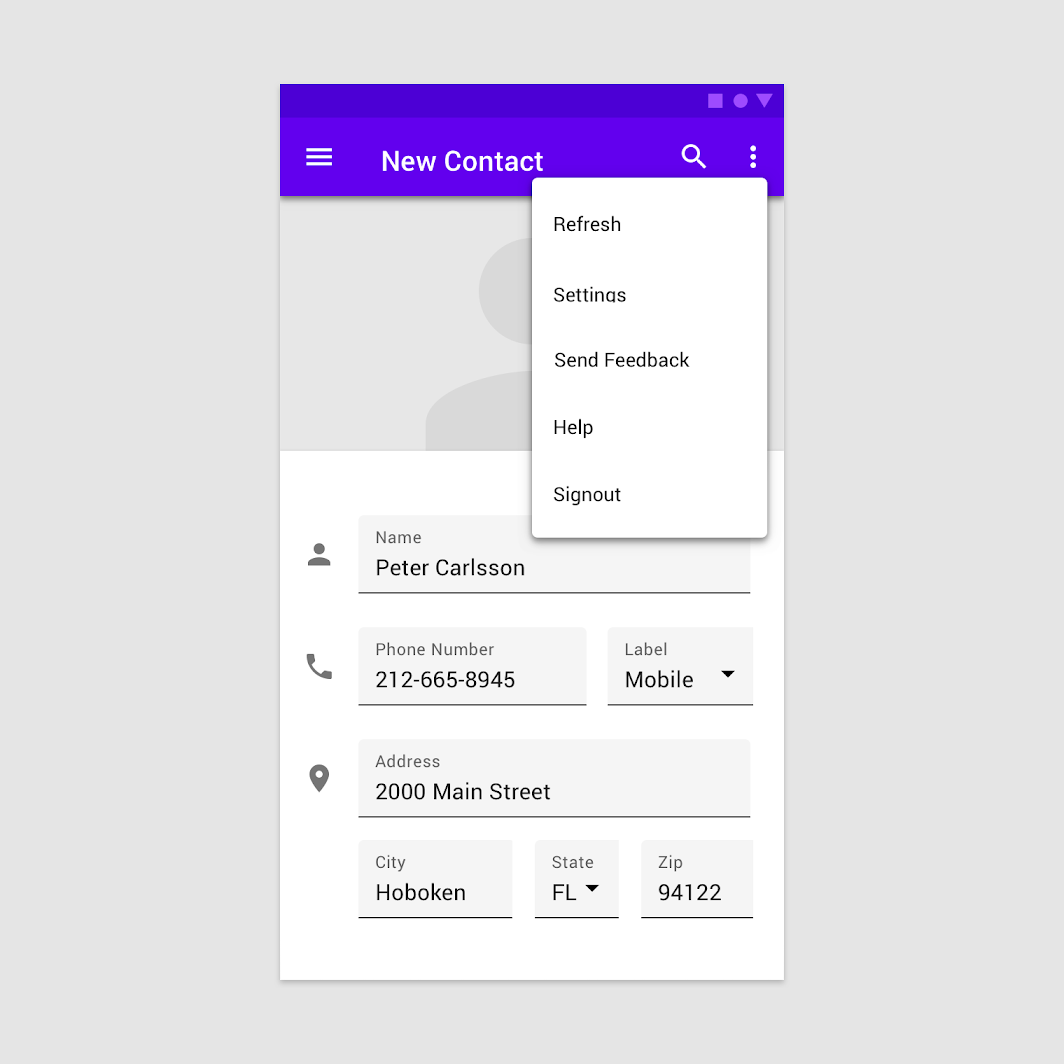 New Contact
Refresh
Settings
Send Feedback
Help
Signout
Name
Peter Carlsson
Phone Number
212-665-8945
Label
Mobile
Address
2000 Main Street
City
Hoboken
State
FL
Zip
94122